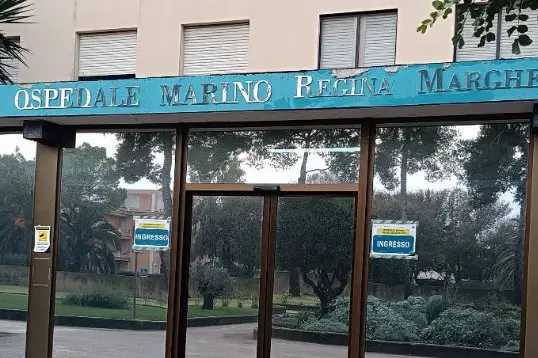 OSPEDALE MARINO REGINA MARGHE
INGRESSO
INGRESSO